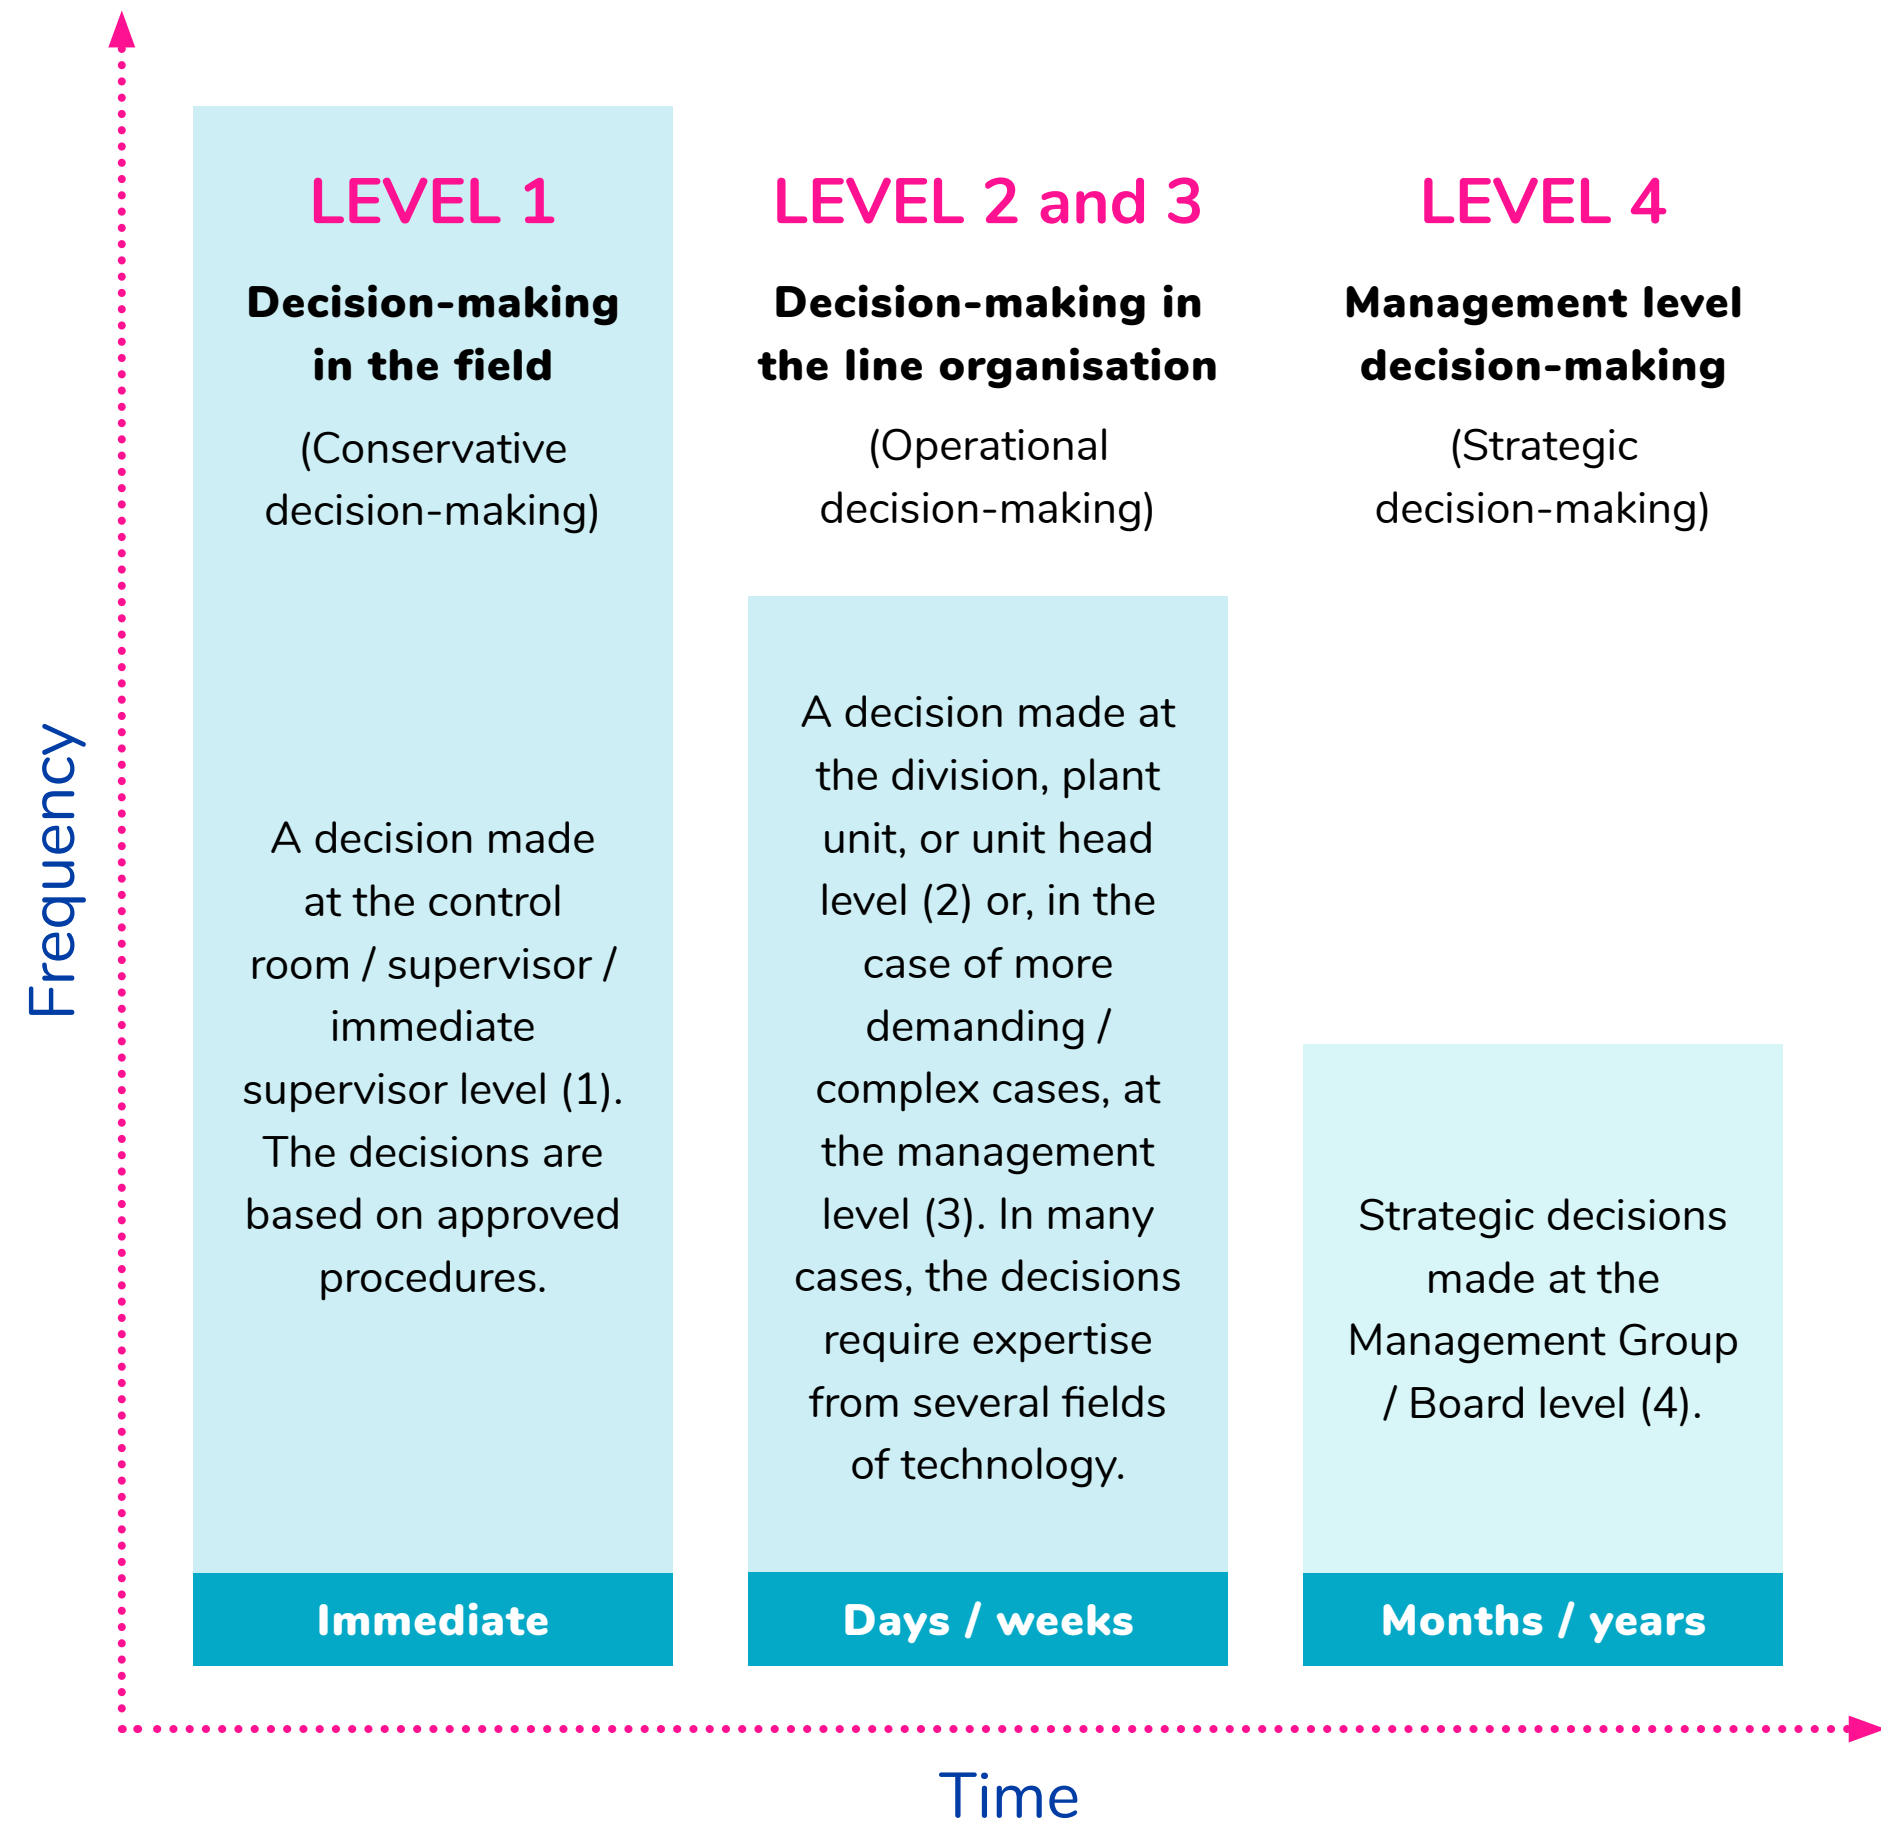 Frequency
LEVEL 1
Decision-making
in the field
(Conservative
decision-making)
A decision made
at the control
room / supervisor /
immediate
supervisor level (1).
The decisions are
based on approved
procedures.
Immediate
LEVEL 2 and 3
Decision-making in
the line organisation
(Operational
decision-making)
A decision made at
the division, plant
unit, or unit head
level (2) or, in the
case of more
demanding /
complex cases, at
the management
level (3). In many
cases, the decisions
require expertise
from several fields
of technology.
Days / weeks
LEVEL 4
Management level
decision-making
(Strategic
decision-making)
Strategic decisions
made at the
Management Group
/ Board level (4).
Months / years
Time